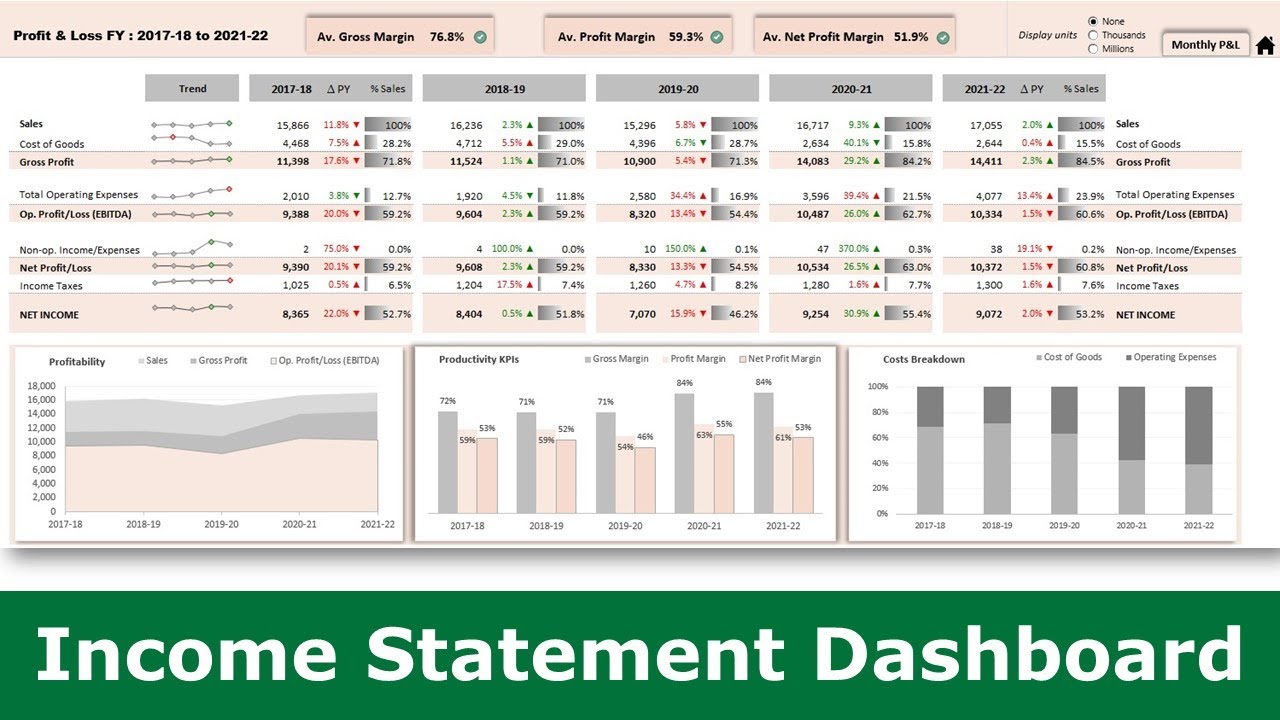 Profit & Loss FY : 2017-18 to 2021-22 Av. Gross Margin 76.8% Av. Profit Margin 59.3% Av. Net Profit Margin 51.9% Display units None Thousands Millions Monthly P&L
Trend 2017-18 Δ PY % Sales 2018-19 2019-20 2020-21 2021-22 Δ PY % Sales
Sales 15,866 11.8% ▼ 100% 16,236 2.3% ▲ 100% 15,296 5.8% ▼ 100% 16,717 9.3% ▲ 100% 17,055 2.0% ▲ 100% Sales
Cost of Goods 4,468 7.5% ▲ 28.2% 4,712 5.5% ▲ 29.0% 4,396 6.7% ▼ 28.7% 2,634 40.1% ▼ 15.8% 2,644 0.4% ▲ 15.5% Cost of Goods
Gross Profit 11,398 17.6% ▼ 71.8% 11,524 1.1% ▲ 71.0% 10,900 5.4% ▼ 71.3% 14,083 29.2% ▲ 84.2% 14,411 2.3% ▲ 84.5% Gross Profit
Total Operating Expenses 2,010 3.8% ▼ 12.7% 1,920 4.5% ▼ 11.8% 2,580 34.4% ▲ 16.9% 3,596 39.4% ▲ 21.5% 4,077 13.4% ▲ 23.9% Total Operating Expenses
Op. Profit/Loss (EBITDA) 9,388 20.0% ▼ 59.2% 9,604 2.3% ▲ 59.2% 8,320 13.4% ▼ 54.4% 10,487 26.0% ▲ 62.7% 10,334 1.5% ▼ 60.6% Op. Profit/Loss (EBITDA)
Non-op. Income/Expenses 2 75.0% ▼ 0.0% 4 100.0% ▲ 0.0% 10 150.0% ▲ 0.1% 47 370.0% ▲ 0.3% 38 19.1% ▼ 0.2% Non-op. Income/Expenses
Net Profit/Loss 9,390 20.1% ▼ 59.2% 9,608 2.3% ▲ 59.2% 8,330 13.3% ▼ 54.5% 10,534 26.5% ▲ 63.0% 10,372 1.5% ▼ 60.8% Net Profit/Loss
Income Taxes 1,025 0.5% ▲ 6.5% 1,204 17.5% ▲ 7.4% 1,260 4.7% ▲ 8.2% 1,280 1.6% ▲ 7.7% 1,300 1.6% ▲ 7.6% Income Taxes
NET INCOME 8,365 22.0% ▼ 52.7% 8,404 0.5% ▲ 51.8% 7,070 15.9% ▼ 46.2% 9,254 30.9% ▲ 55.4% 9,072 2.0% ▼ 53.2% NET INCOME
Profitability Sales Gross Profit Op. Profit/Loss (EBITDA)
18,000
16,000
14,000
12,000
10,000
8,000
6,000
4,000
2,000
0
2017-18 2018-19 2019-20 2020-21 2021-22
Productivity KPIs Gross Margin Profit Margin Net Profit Margin
72% 59% 53% 71% 59% 52% 71% 54% 46% 84% 63% 55% 84% 61% 53%
2017-18 2018-19 2019-20 2020-21 2021-22
Costs Breakdown Cost of Goods Operating Expenses
100%
80%
60%
40%
20%
0%
2017-18 2018-19 2019-20 2020-21 2021-22
Income Statement Dashboard